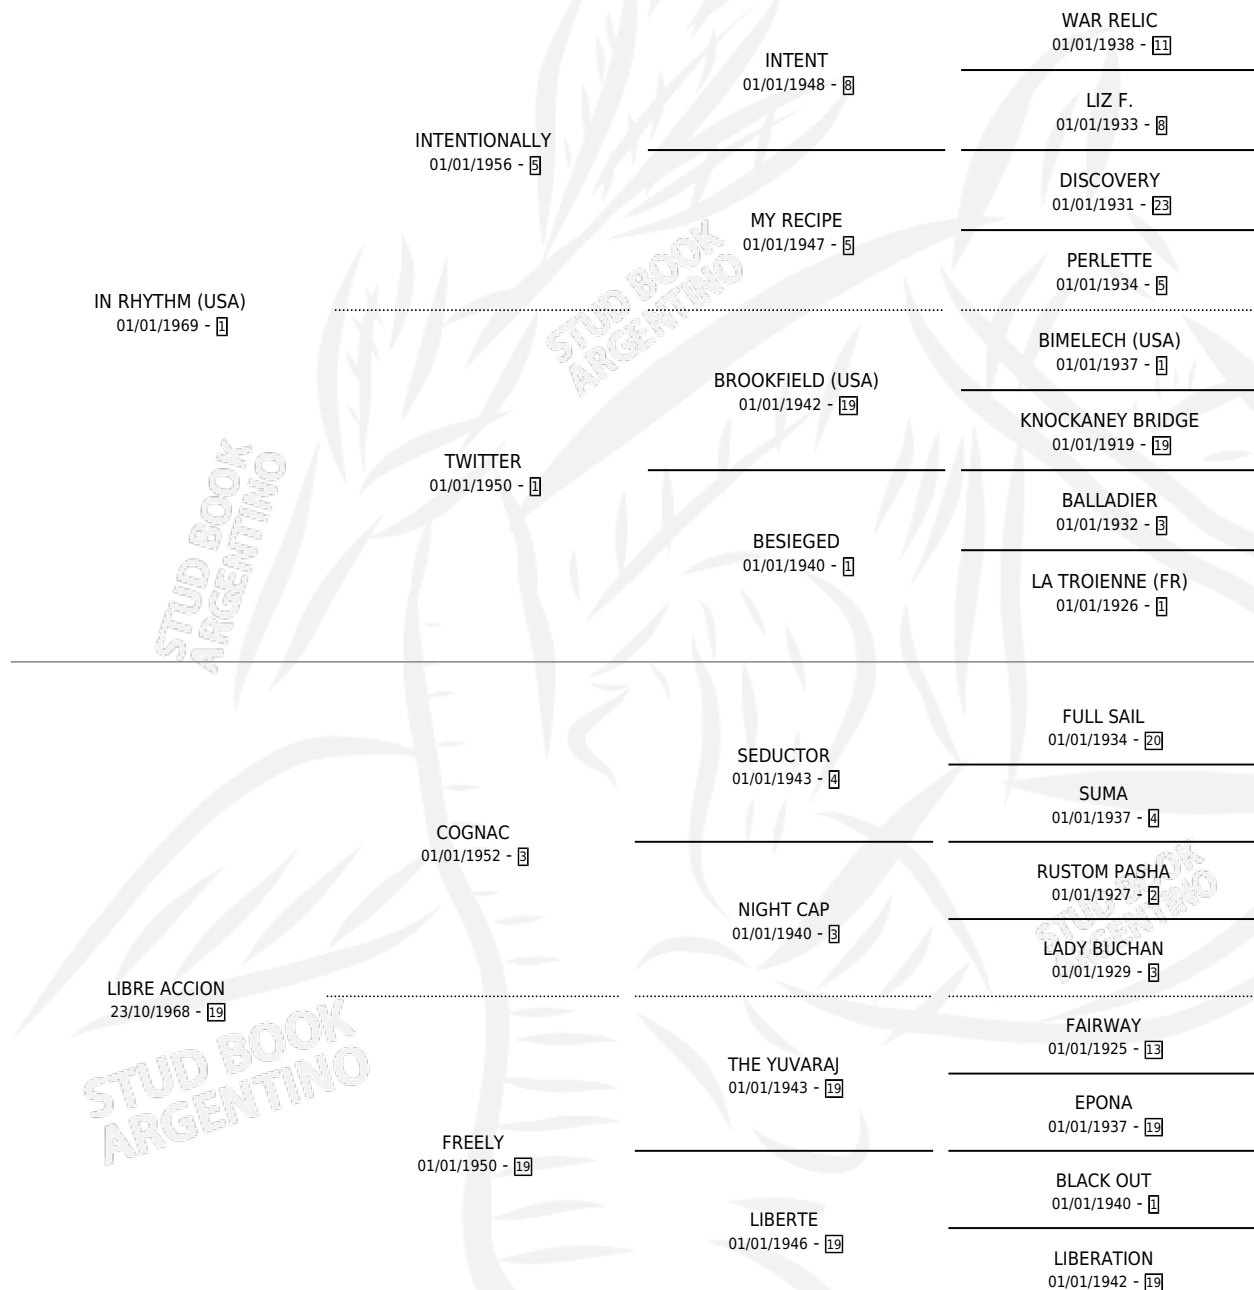 WAR RELIC
01/01/1938 - 11
INTENT
01/01/1948 - 8
LIZ F.
01/01/1933 - 8
INTENTIONALLY
01/01/1956 - 5
DISCOVERY
01/01/1931 - 23
MY RECIPE
01/01/1947 - 5
PERLETTE
01/01/1934 - 5
IN RHYTHM (USA)
01/01/1969 - 1
BIMELECH (USA)
01/01/1937 - 1
BROOKFIELD (USA)
01/01/1942 - 19
KNOCKANEY BRIDGE
01/01/1919 - 19
TWITTER
01/01/1950 - 1
BALLADIER
01/01/1932 - 3
BESIEGED
01/01/1940 - 1
LA TROIENNE (FR)
01/01/1926 - 1
FULL SAIL
01/01/1934 - 20
SEDUCTOR
01/01/1943 - 4
SUMA
01/01/1937 - 4
COGNAC
01/01/1952 - 3
RUSTOM PASHA
01/01/1927 - 2
NIGHT CAP
01/01/1940 - 3
LADY BUCHAN
01/01/1929 - 3
LIBRE ACCION
23/10/1968 - 19
FAIRWAY
01/01/1925 - 13
THE YUVARAJ
01/01/1943 - 19
EPONA
01/01/1937 - 19
FREELY
01/01/1950 - 19
BLACK OUT
01/01/1940 - 1
LIBERTE
01/01/1946 - 19
LIBERATION
01/01/1942 - 19
STUD BOOK
ARGENTINO
STUD BOOK
ARGENTINO
STUD BOOK
ARGENTINO
STUD BOOK
ARGENTINO